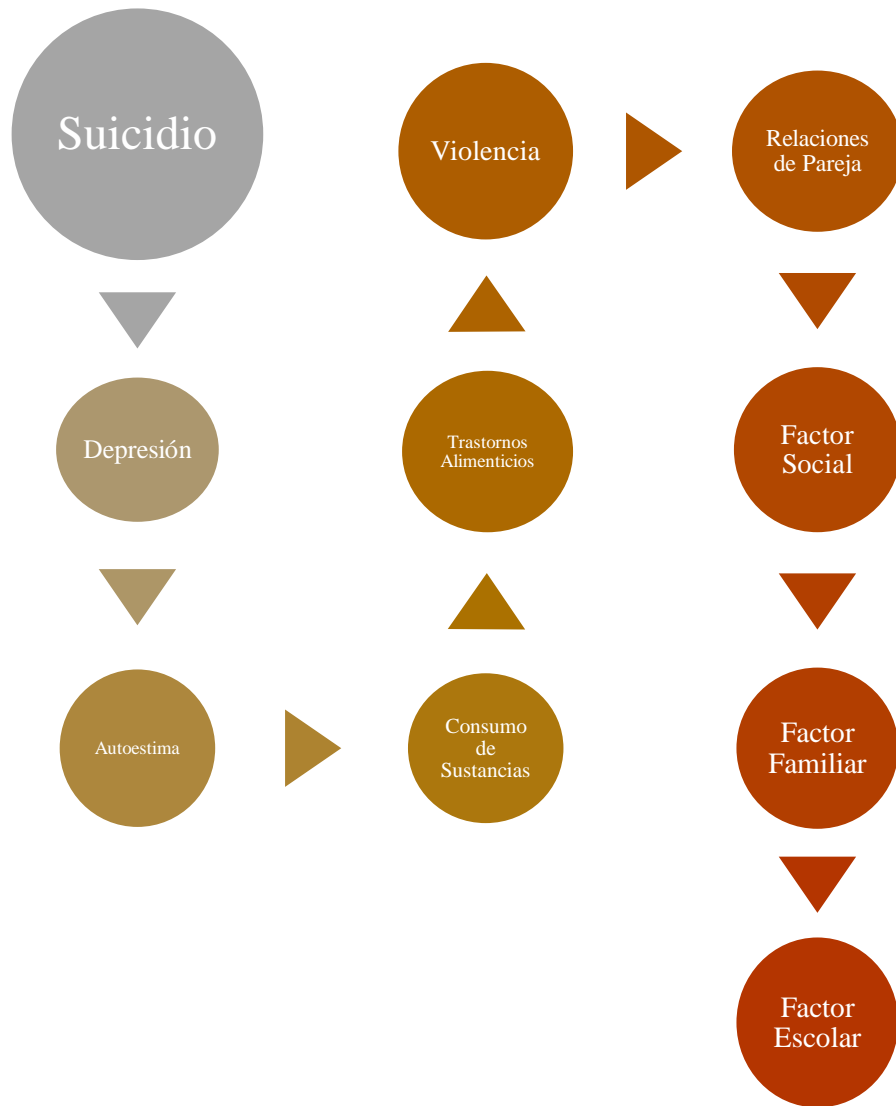 Suicidio
Depresión
Autoestima
Consumo
de
Sustancias
Trastornos
Alimenticios
Violencia
Relaciones
de Pareja
Factor
Social
Factor
Familiar
Factor
Escolar